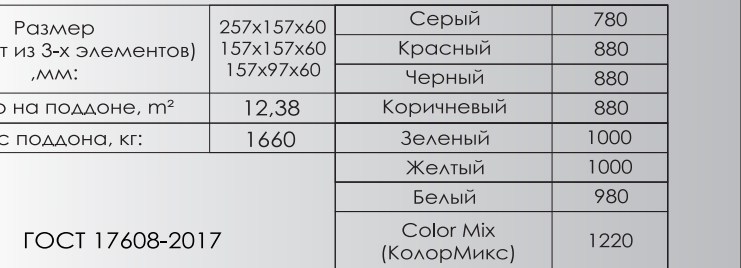 Размер
т из 3-х элементов)
,мм:
257x157x60
157x157x60
157x97x60
о на поддоне, m² 12,38
с поддона, кг: 1660
ГОСТ 17608-2017
Серый 780
Красный 880
Черный 880
Коричневый 880
Зеленый 1000
Желтый 1000
Белый 980
Color Mix
(КолорМикс) 1220